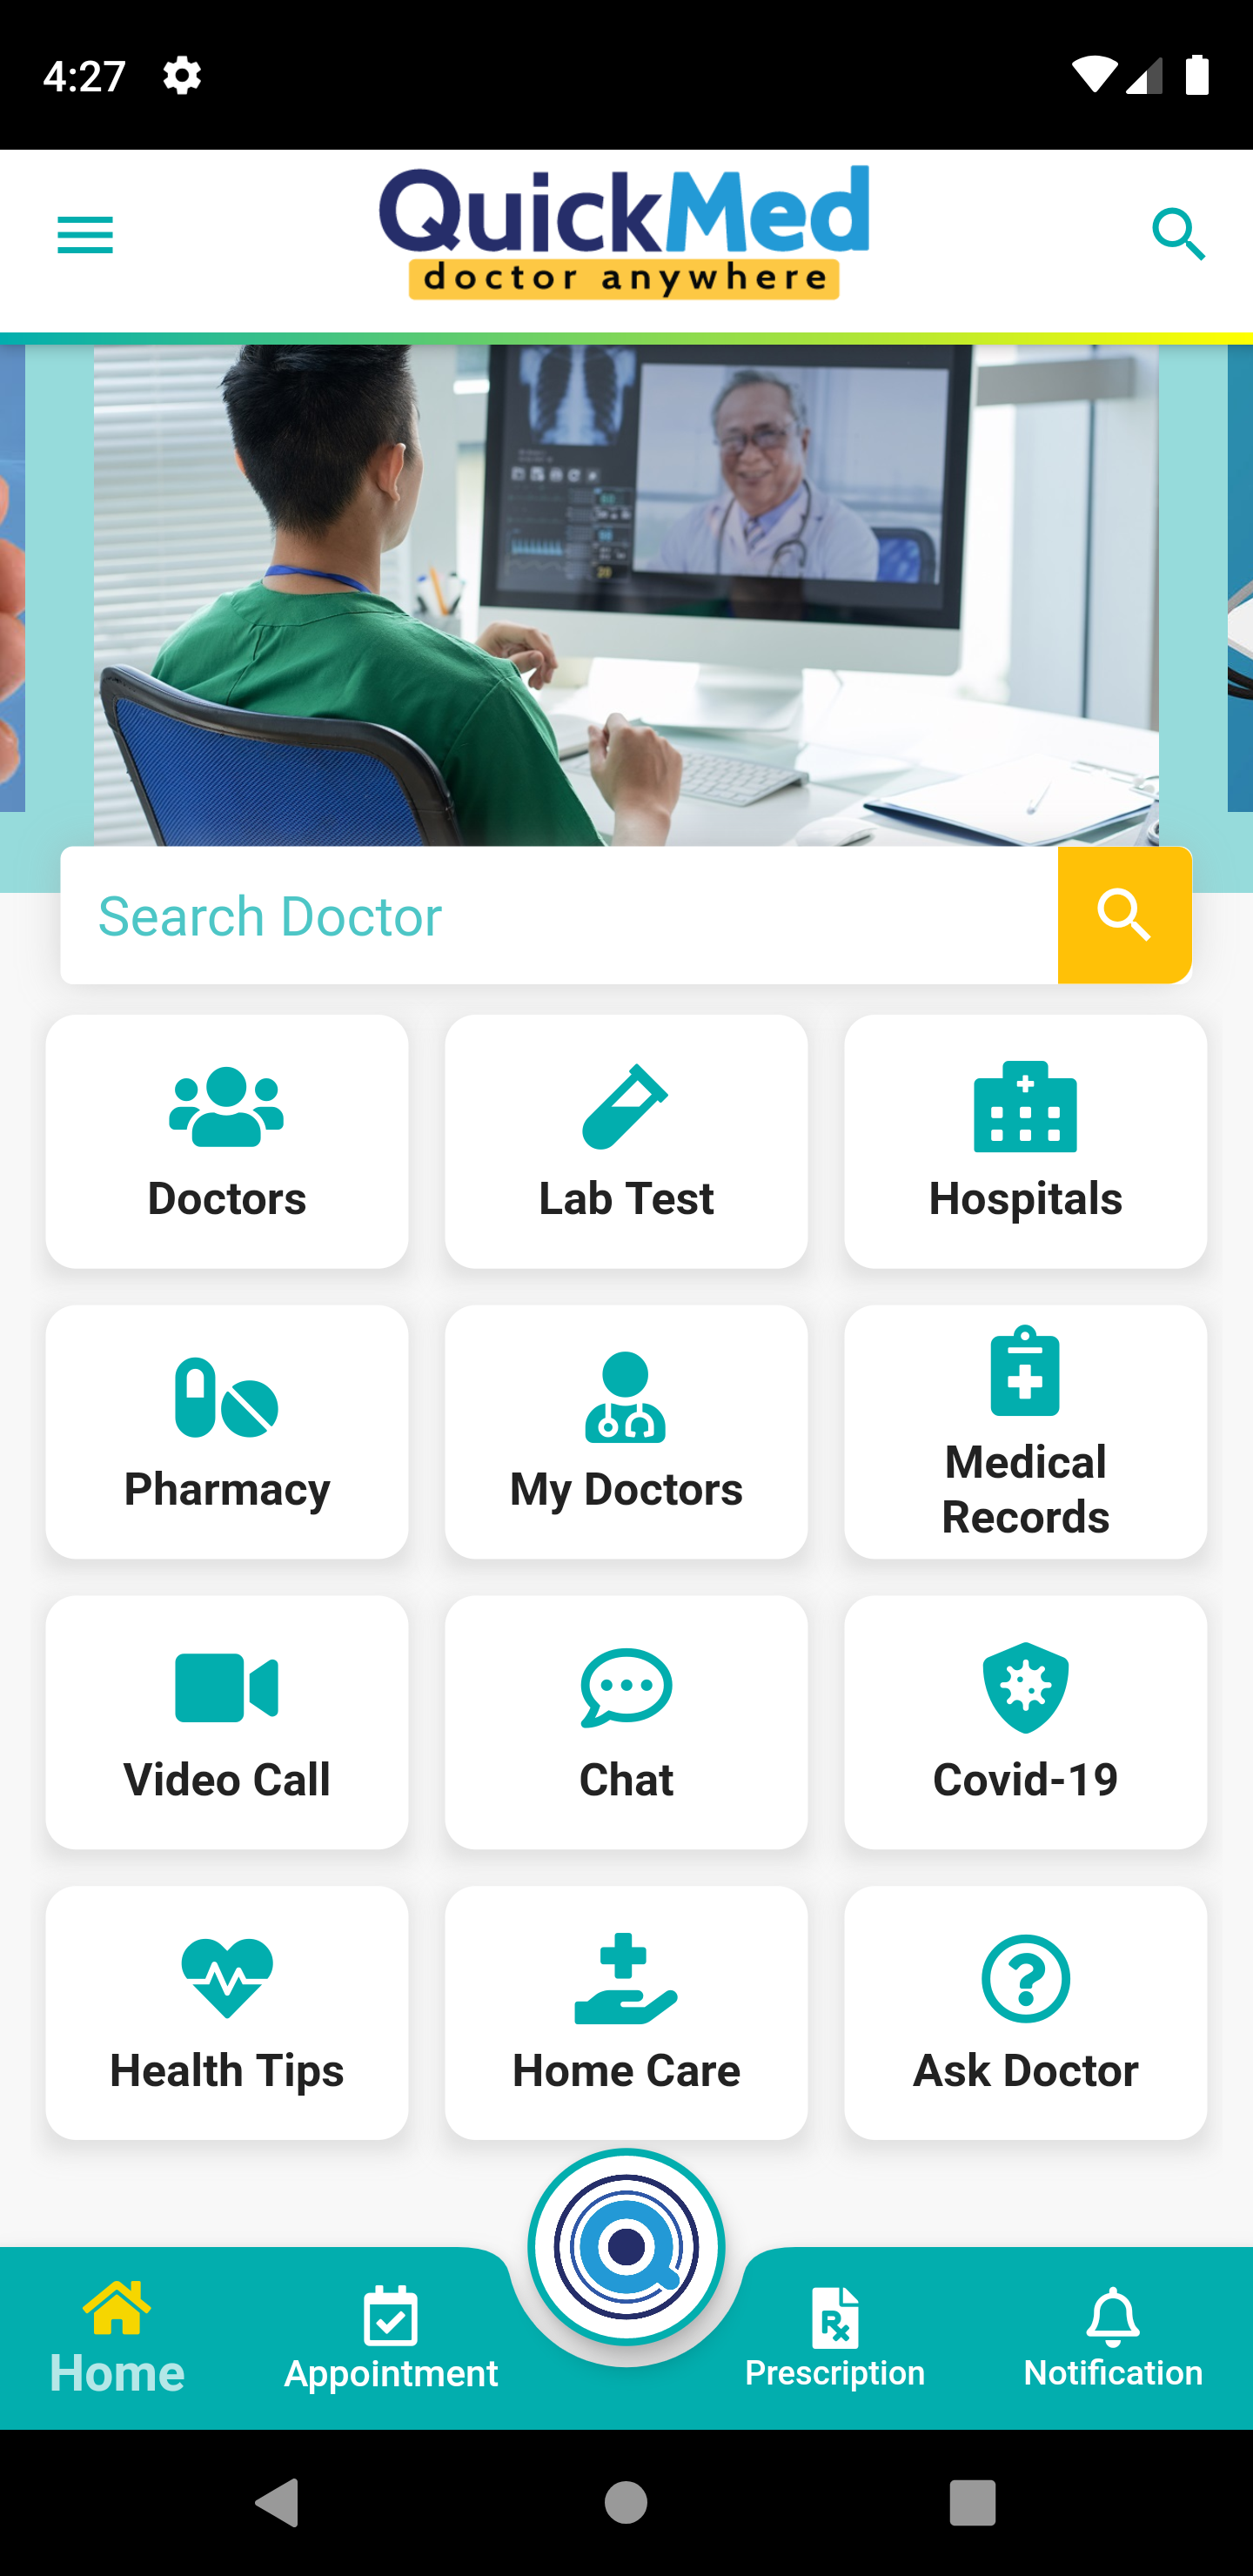 4:27
QuickMed
doctor anywhere
Search Doctor
Doctors
Lab Test
Hospitals
Pharmacy
My Doctors
Medical
Records
Video Call
Chat
Covid-19
Health Tips
Home Care
Ask Doctor
Home
Appointment
Prescription
Notification